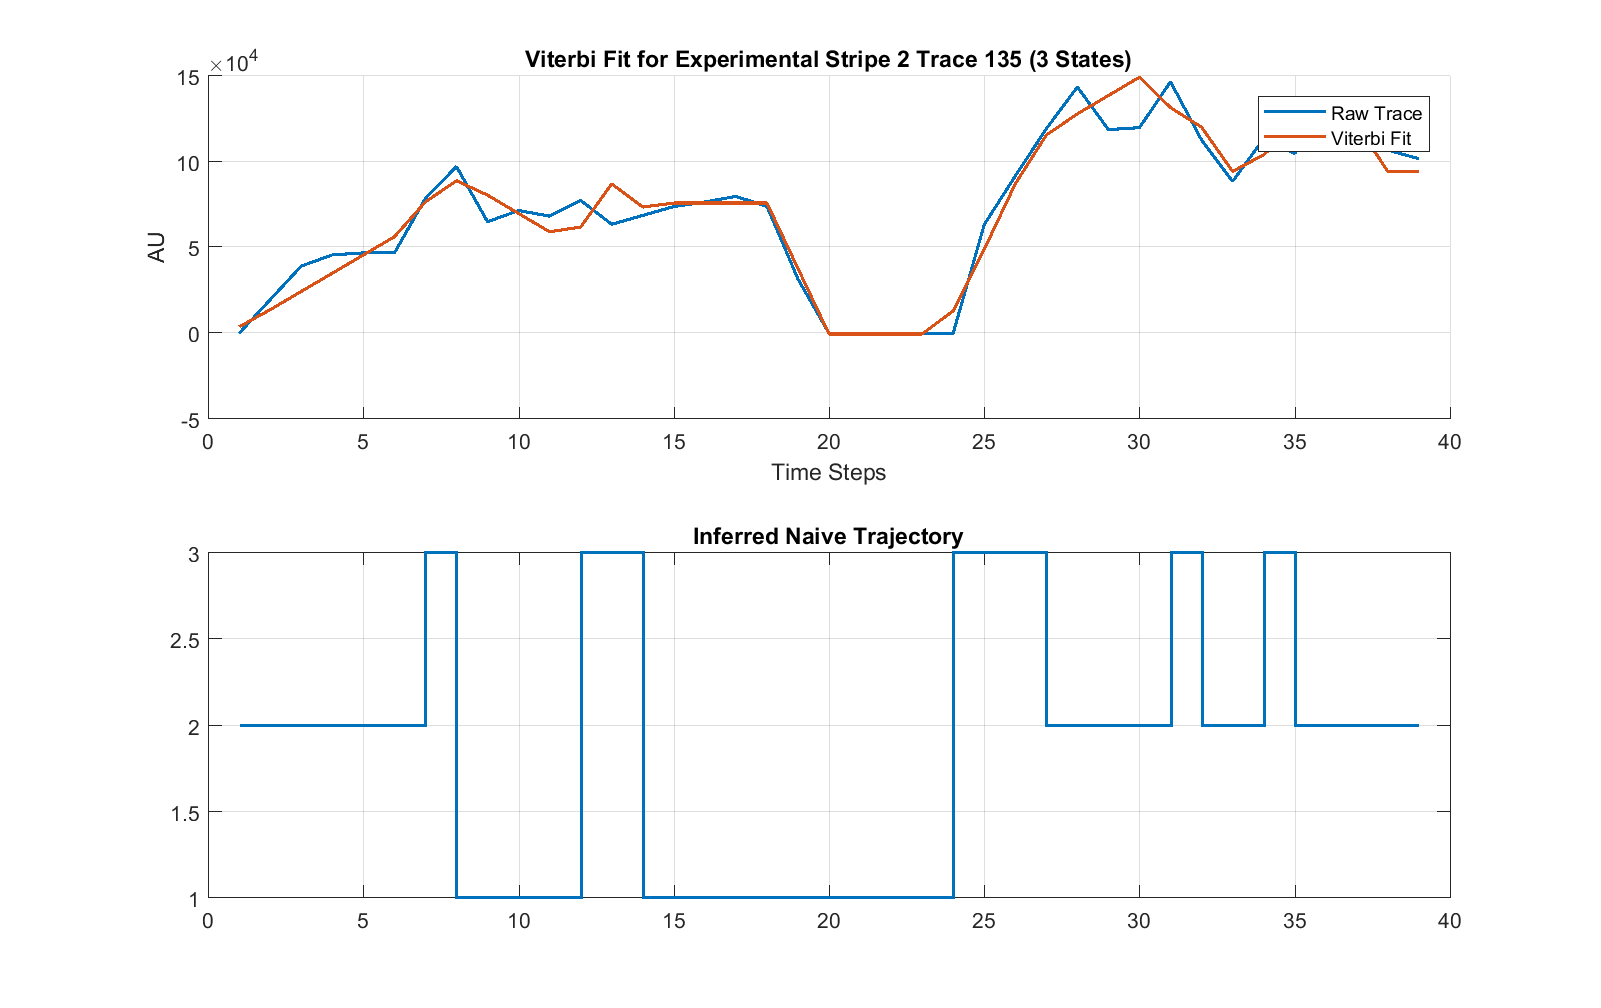 Viterbi Fit for Experimental Stripe 2 Trace 135 (3 States)
×10⁴
15
10
5
0
-5
AU
Raw Trace
Viterbi Fit
0 5 10 15 20 25 30 35 40
Time Steps
Inferred Naive Trajectory
3
2.5
2
1.5
1
0 5 10 15 20 25 30 35 40